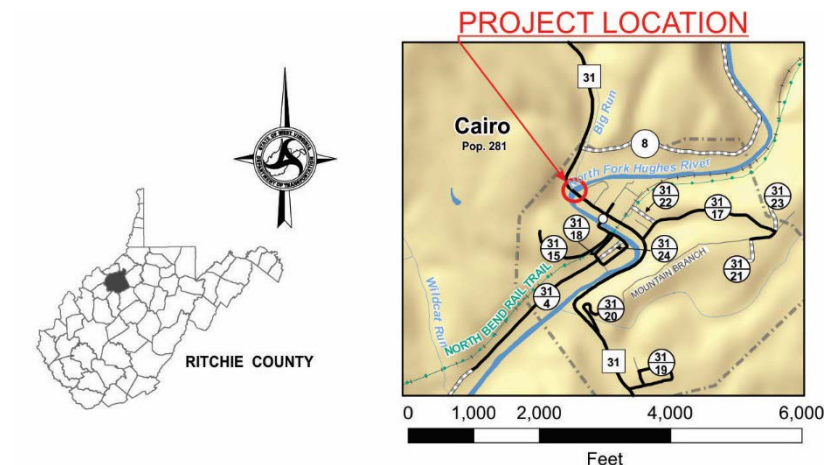 PROJECT LOCATION
31
Big Run
Cairo
Pop. 281
8
North Fork Hughes River
31
22
31
17
31
23
31
18
31
15
31
24
31
21
MOUNTAIN BRANCH
NORTH BEND RAIL TRAIL
31
4
31
20
Wildcat Run
31
31
19
RITCHIE COUNTY
0 1,000 2,000 4,000 6,000
Feet